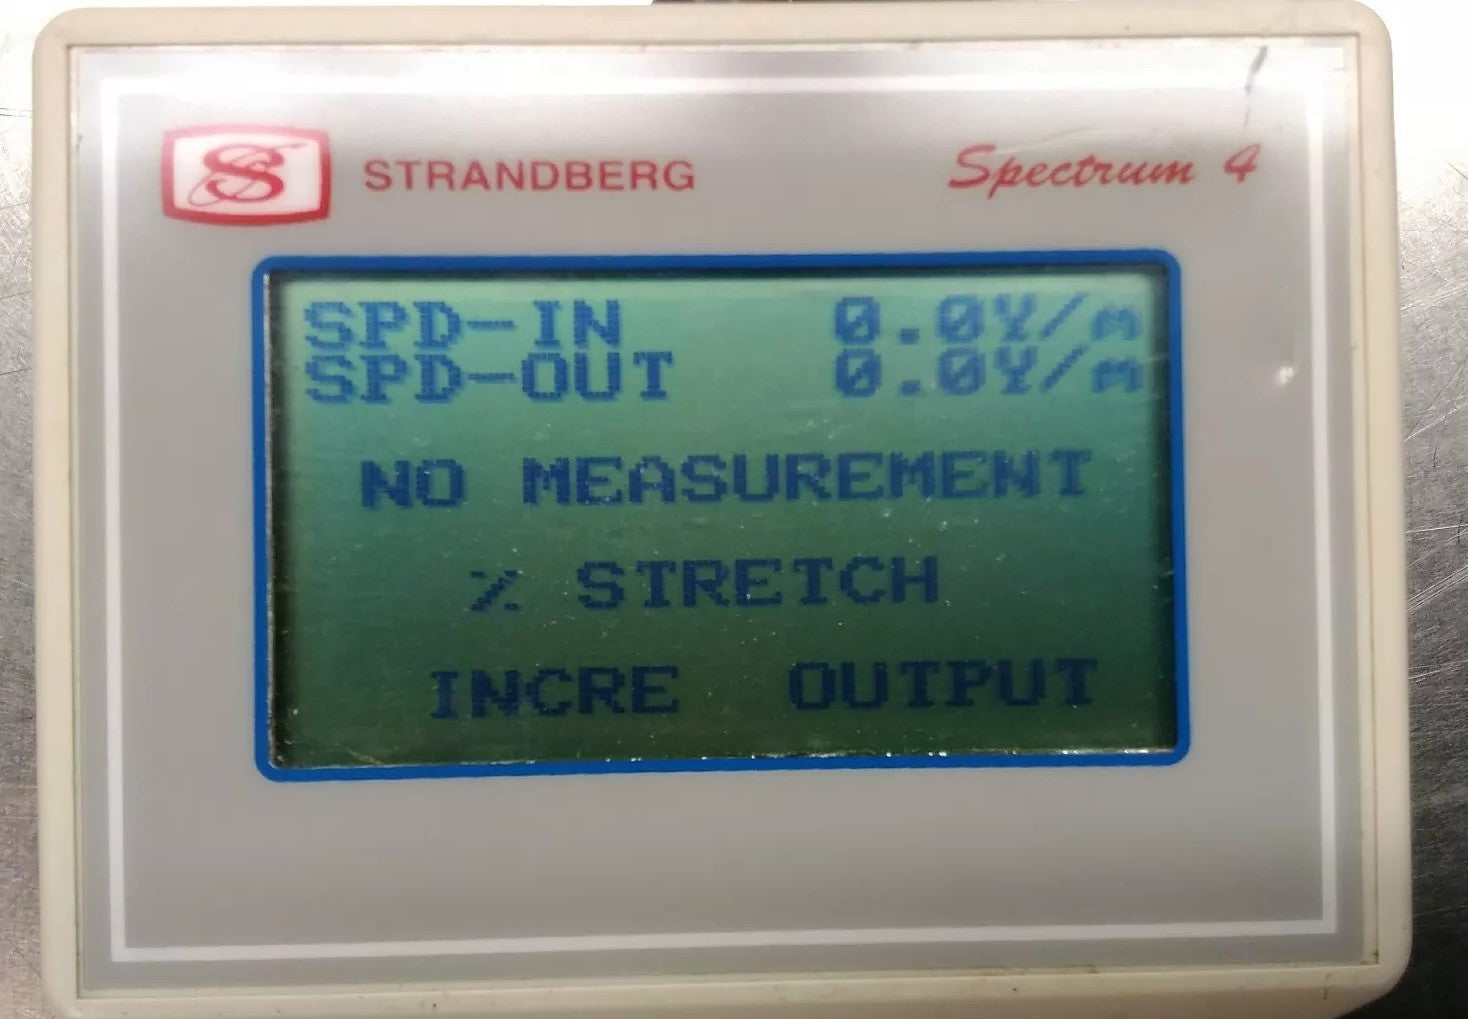 STRANDBERG
Spectrum 4
SPD-IN 0.0Y/m
SPD-OUT 0.0Y/m
NO MEASUREMENT
% STRETCH
INCRE OUTPUT